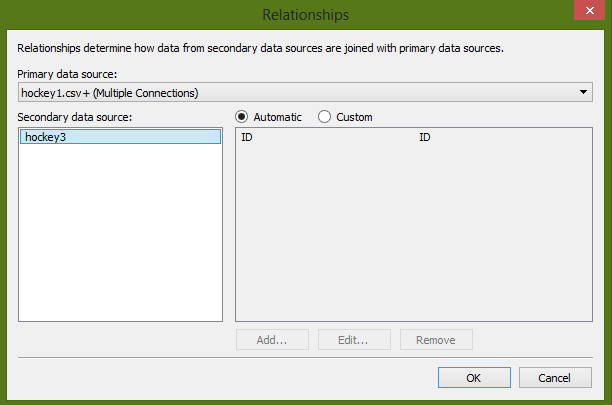 Relationships
Relationships determine how data from secondary data sources are joined with primary data sources.
Primary data source:
hockey1.csv+ (Multiple Connections)
Secondary data source:
Automatic
Custom
hockey3
ID
ID
Add...
Edit...
Remove
OK
Cancel